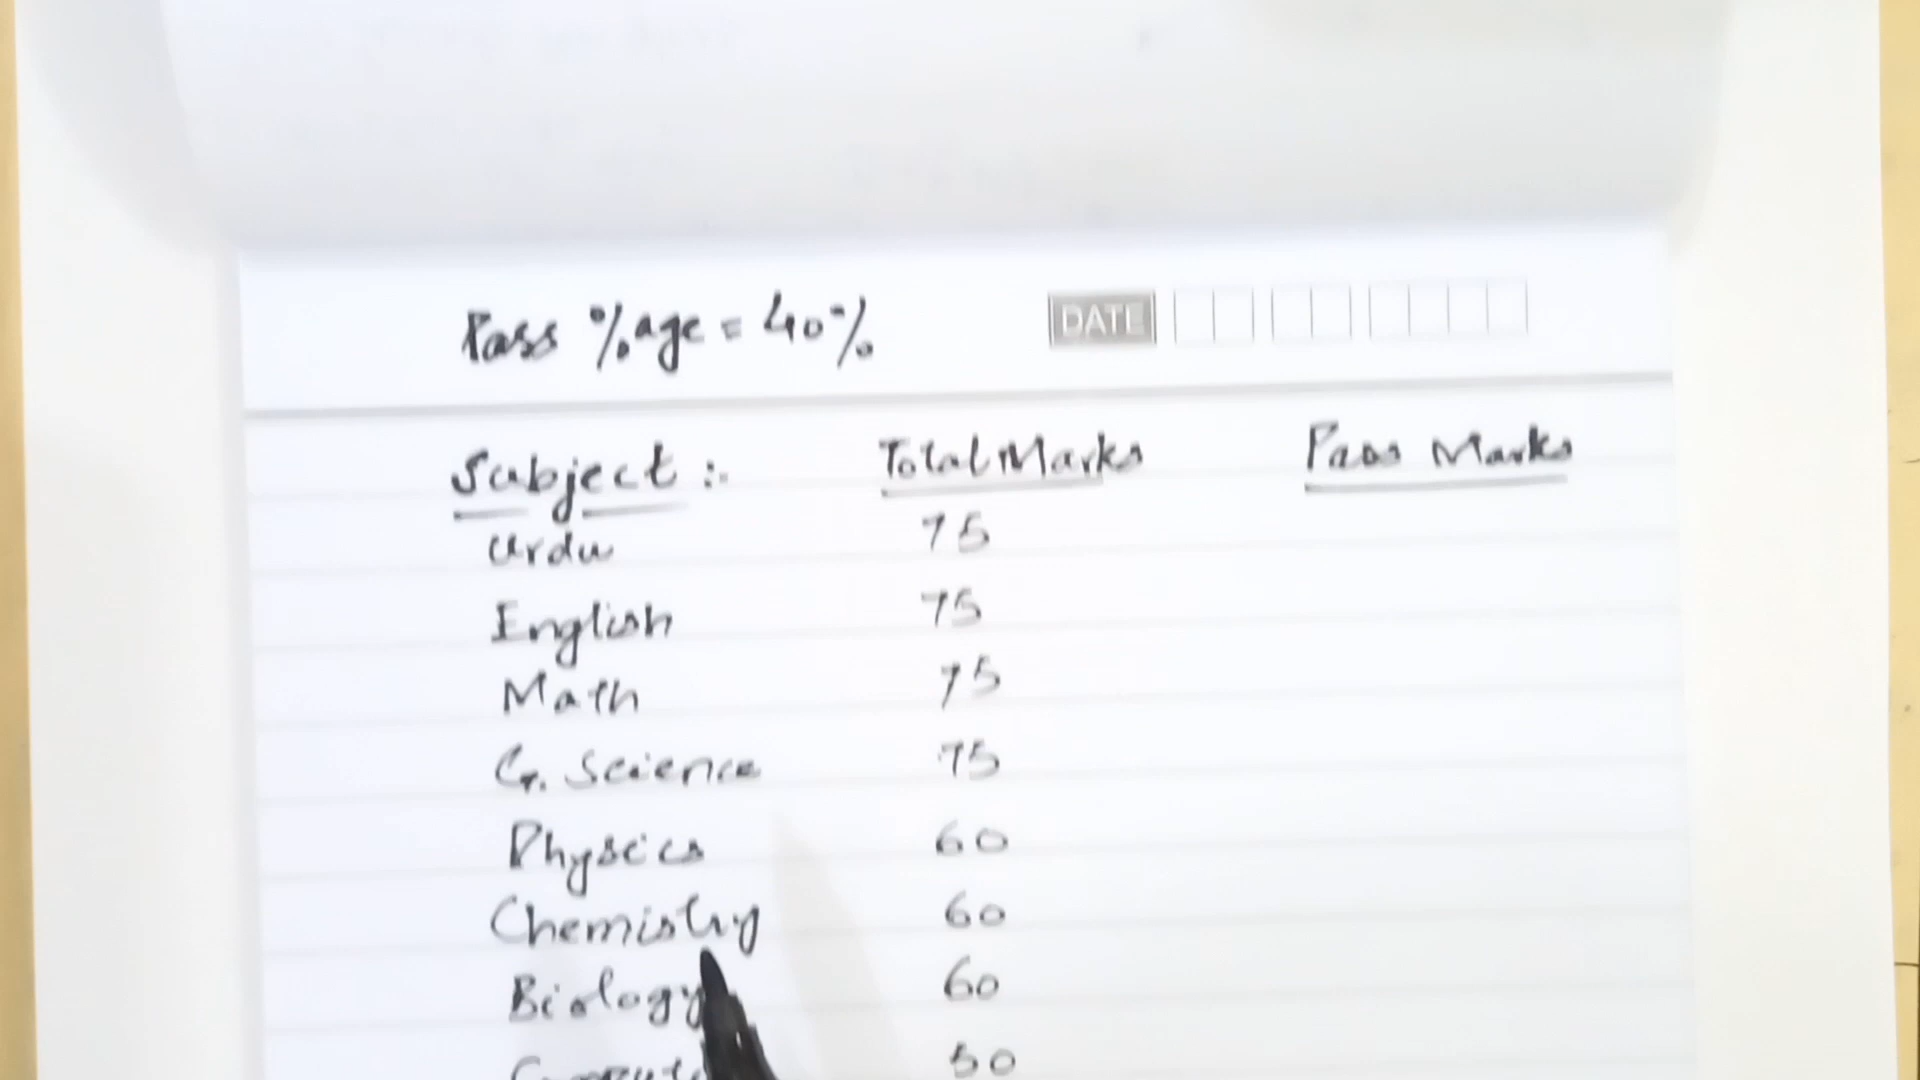 Pass %age = 40%
DATE
Subject :- Total Marks Pass Marks
Urdu 75
English 75
Math 75
G. Science 75
Physics 60
Chemistry 60
Biology 60
50